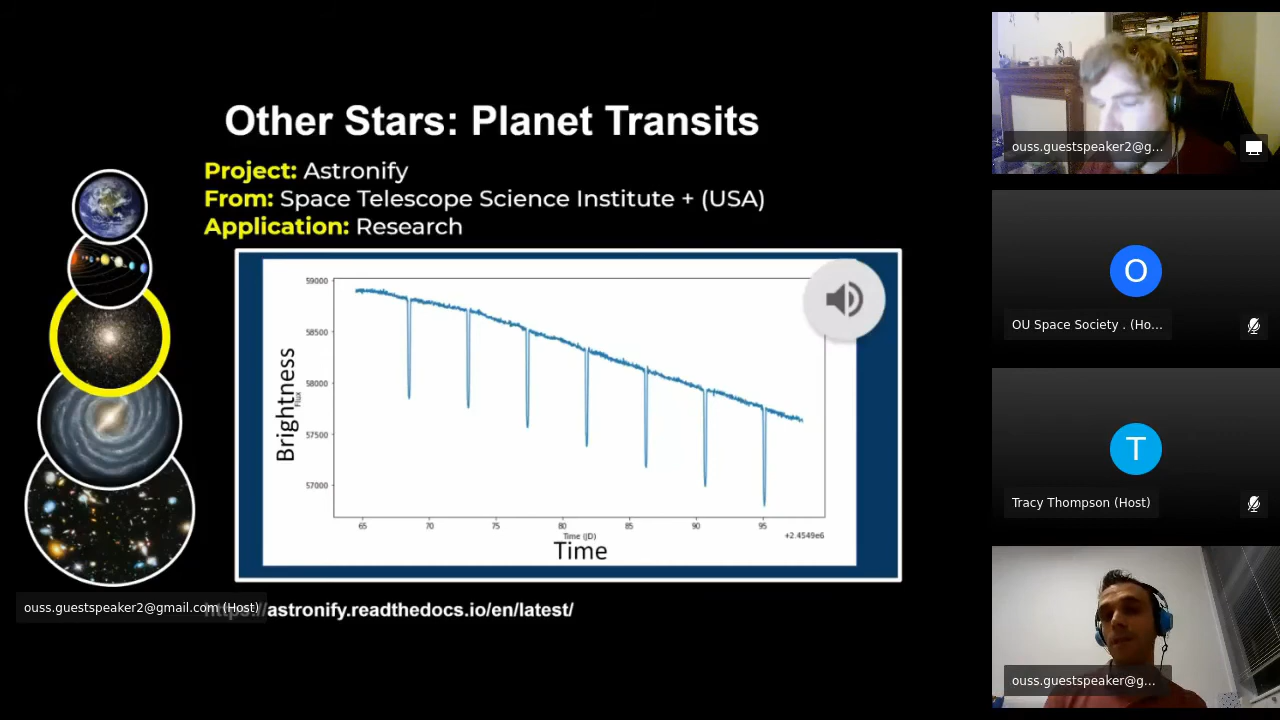 Other Stars: Planet Transits
Project: Astronify
From: Space Telescope Science Institute + (USA)
Application: Research
59000
58500
58000
57500
57000
Brightness
Flux
65 70 75 80 85 90 95
Time (JD)
+2.4549e6
Time
https://astronify.readthedocs.io/en/latest/
ouss.guestspeaker2@gmail.com (Host)
ouss.guestspeaker2@g...
O
OU Space Society . (Ho...
T
Tracy Thompson (Host)
ouss.guestspeaker@g...